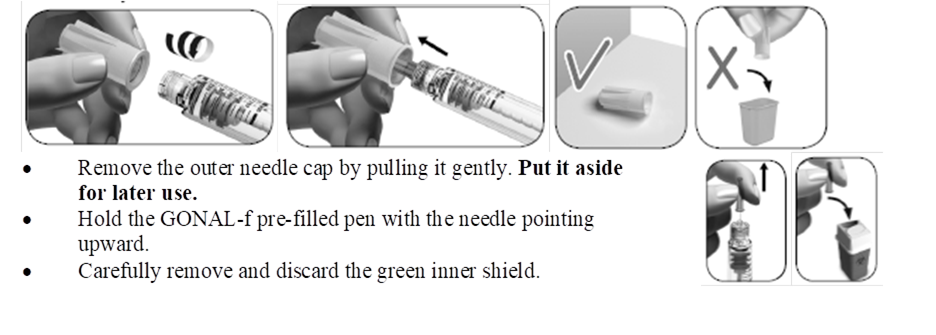 • Remove the outer needle cap by pulling it gently. Put it aside
for later use.
• Hold the GONAL-f pre-filled pen with the needle pointing
upward.
• Carefully remove and discard the green inner shield.